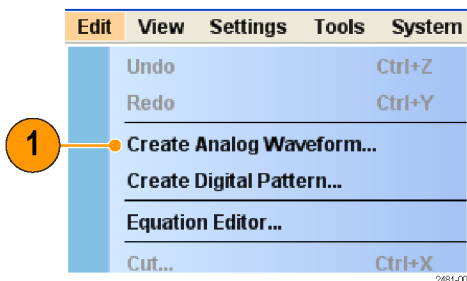 Edit View Settings Tools System
Undo Ctrl+Z
Redo Ctrl+Y
1
Create Analog Waveform...
Create Digital Pattern...
Equation Editor...
Cut... Ctrl+X